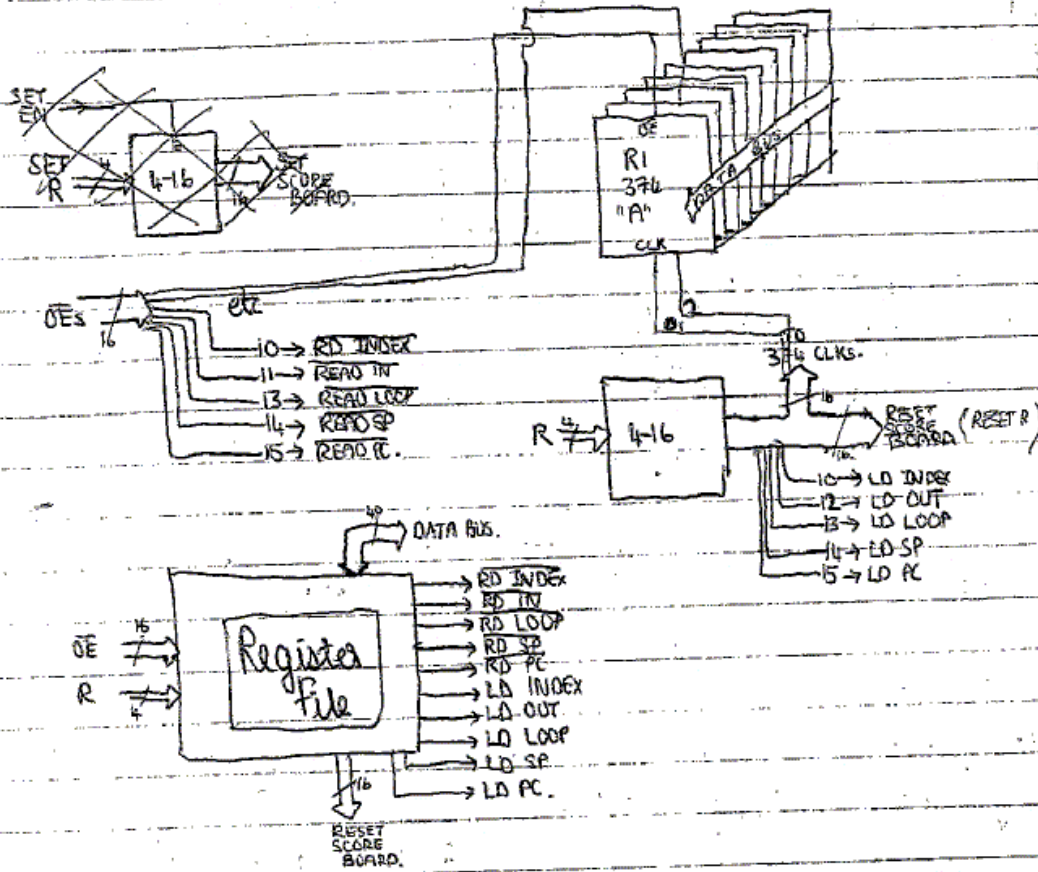 SET
EN
SET
R
4
4-16
E
16
SET
SCORE
BOARD.
OE
R1
374
"A"
CLK
DATA BUS
OEs
16
etc
10→ RD INDEX
11→ READ IN
13→ READ LOOP
14→ READ SP
15→ READ PC.
374 CLKs.
R
4
4-16
16
16
RESET
SCORE
BOARD
(RESET R)
10→ LD INDEX
12→ LD OUT
13→ LD LOOP
14→ LD SP
15→ LD PC
40
DATA BUS.
OE
16
R
4
Register
File
RD INDEX
RD IN
RD LOOP
RD SP
RD PC
LD INDEX
LD OUT
LD LOOP
LD SP
LD PC.
16
RESET
SCORE
BOARD.